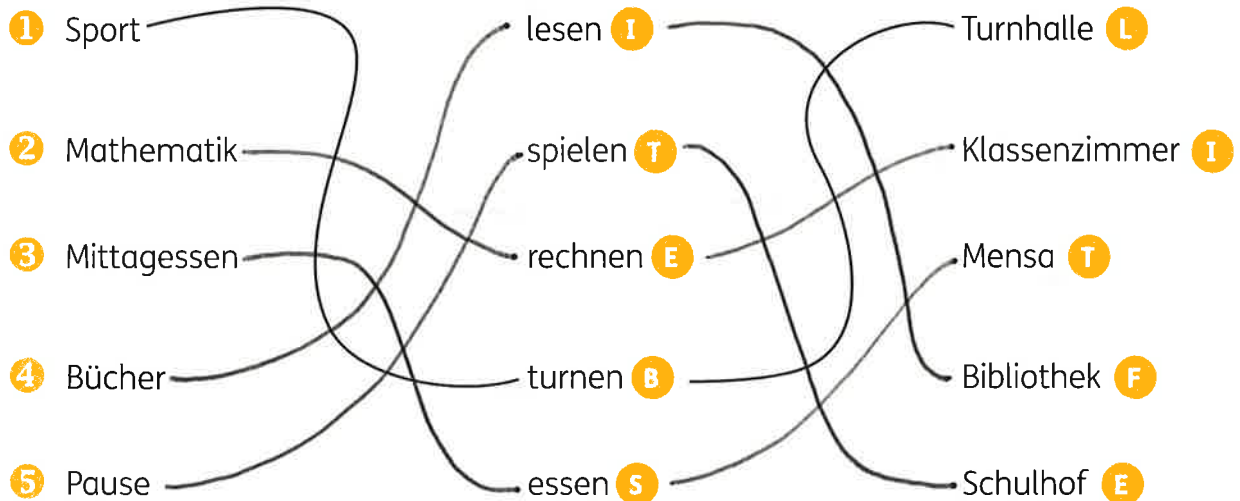 1 Sport lesen I Turnhalle L
2 Mathematik spielen T Klassenzimmer I
3 Mittagessen rechnen E Mensa T
4 Bücher turnen B Bibliothek F
5 Pause essen S Schulhof E